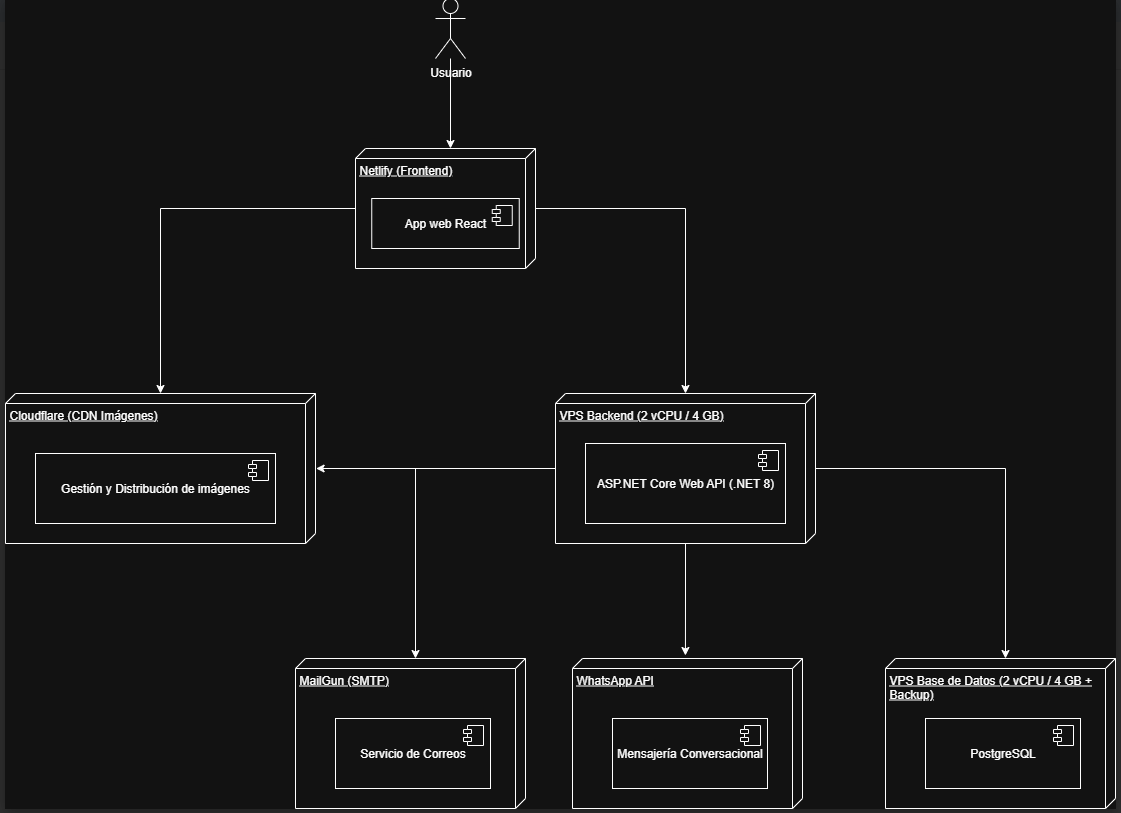 Usuario
Netlify (Frontend)
App web React
Cloudflare (CDN Imágenes)
Gestión y Distribución de imágenes
VPS Backend (2 vCPU / 4 GB)
ASP.NET Core Web API (.NET 8)
MailGun (SMTP)
Servicio de Correos
WhatsApp API
Mensajería Conversacional
VPS Base de Datos (2 vCPU / 4 GB +
Backup)
PostgreSQL